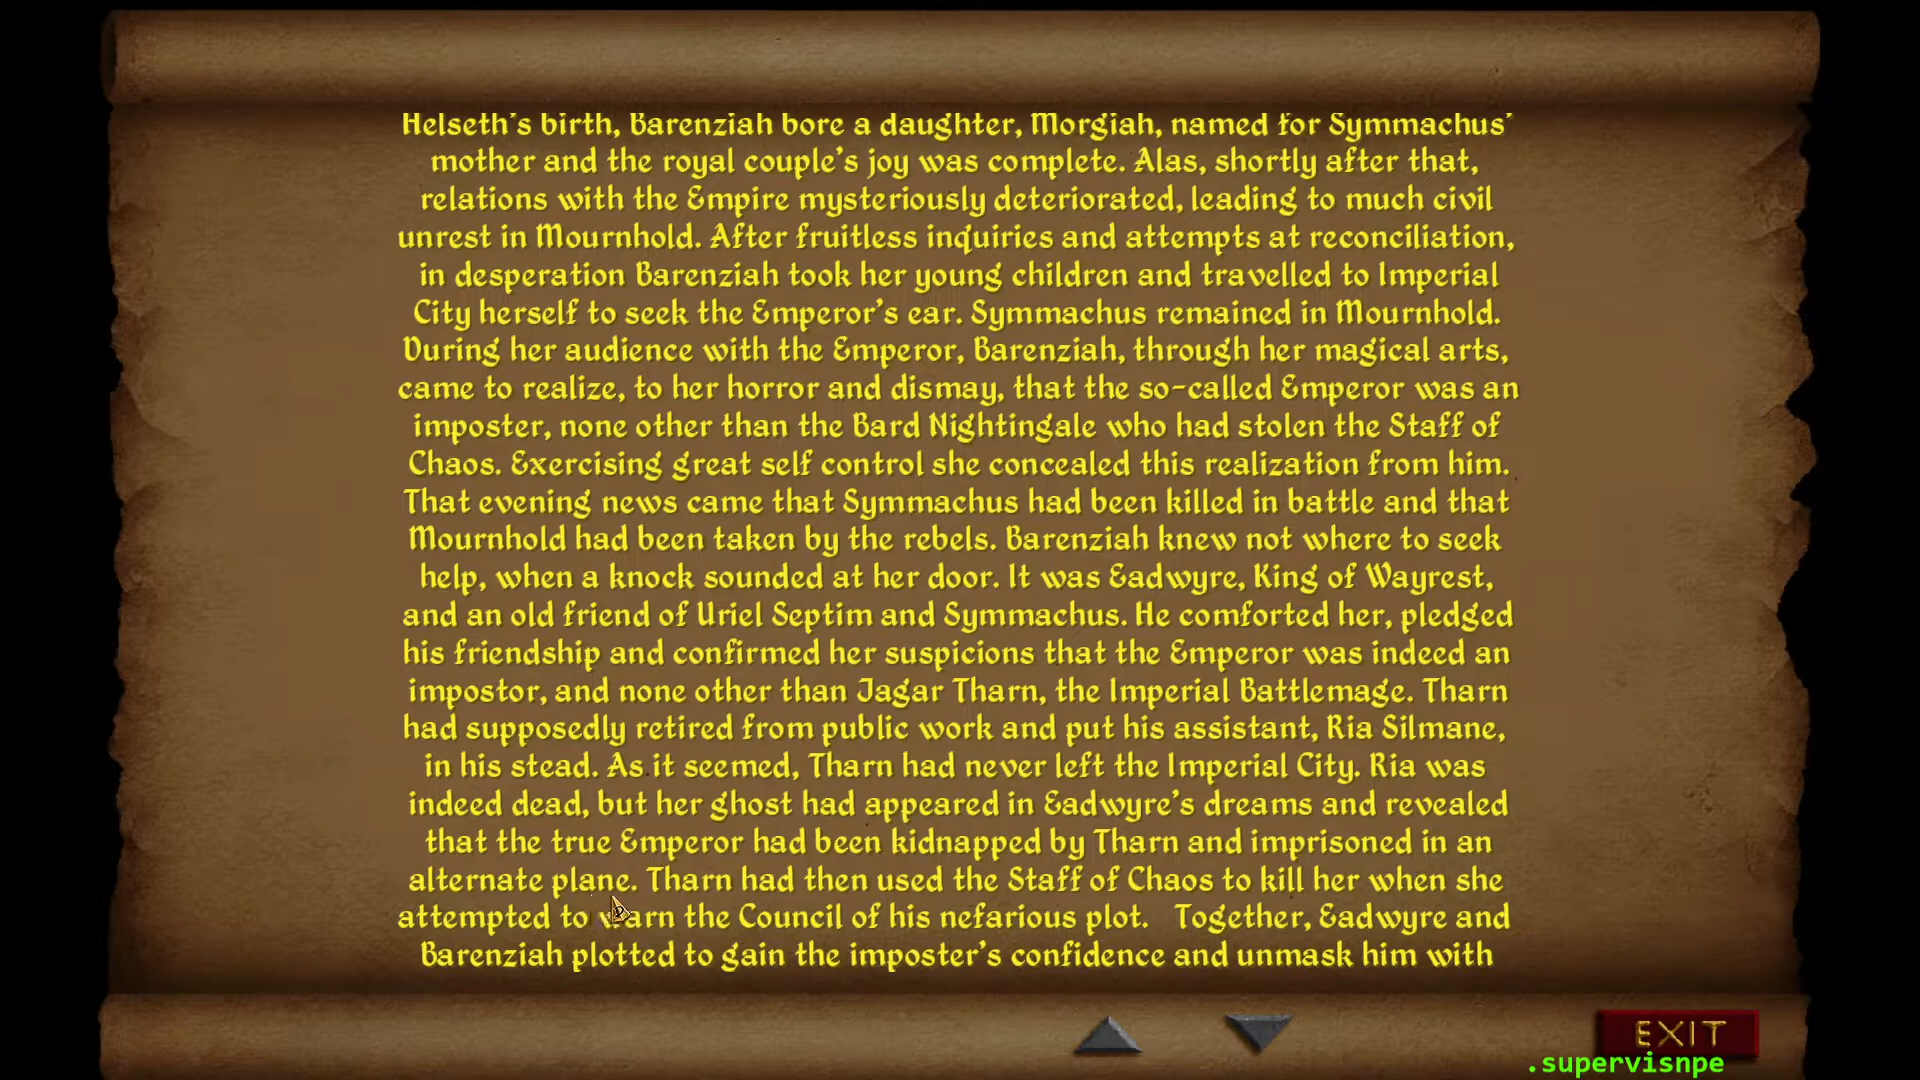 Helseth's birth, Barenziah bore a daughter, Morgiah, named for Symmachus'
mother and the royal couple's joy was complete. Alas, shortly after that,
relations with the Empire mysteriously deteriorated, leading to much civil
unrest in Mournhold. After fruitless inquiries and attempts at reconciliation,
in desperation Barenziah took her young children and travelled to Imperial
City herself to seek the Emperor's ear. Symmachus remained in Mournhold.
During her audience with the Emperor, Barenziah, through her magical arts,
came to realize, to her horror and dismay, that the so-called Emperor was an
imposter, none other than the Bard Nightingale who had stolen the Staff of
Chaos. Exercising great self control she concealed this realization from him.
That evening news came that Symmachus had been killed in battle and that
Mournhold had been taken by the rebels. Barenziah knew not where to seek
help, when a knock sounded at her door. It was Eadwyre, King of Wayrest,
and an old friend of Uriel Septim and Symmachus. He comforted her, pledged
his friendship and confirmed her suspicions that the Emperor was indeed an
impostor, and none other than Jagar Tharn, the Imperial Battlemage. Tharn
had supposedly retired from public work and put his assistant, Ria Silmane,
in his stead. As it seemed, Tharn had never left the Imperial City. Ria was
indeed dead, but her ghost had appeared in Eadwyre's dreams and revealed
that the true Emperor had been kidnapped by Tharn and imprisoned in an
alternate plane. Tharn had then used the Staff of Chaos to kill her when she
attempted to warn the Council of his nefarious plot. Together, Eadwyre and
Barenziah plotted to gain the imposter's confidence and unmask him with
EXIT
.supervisnpe